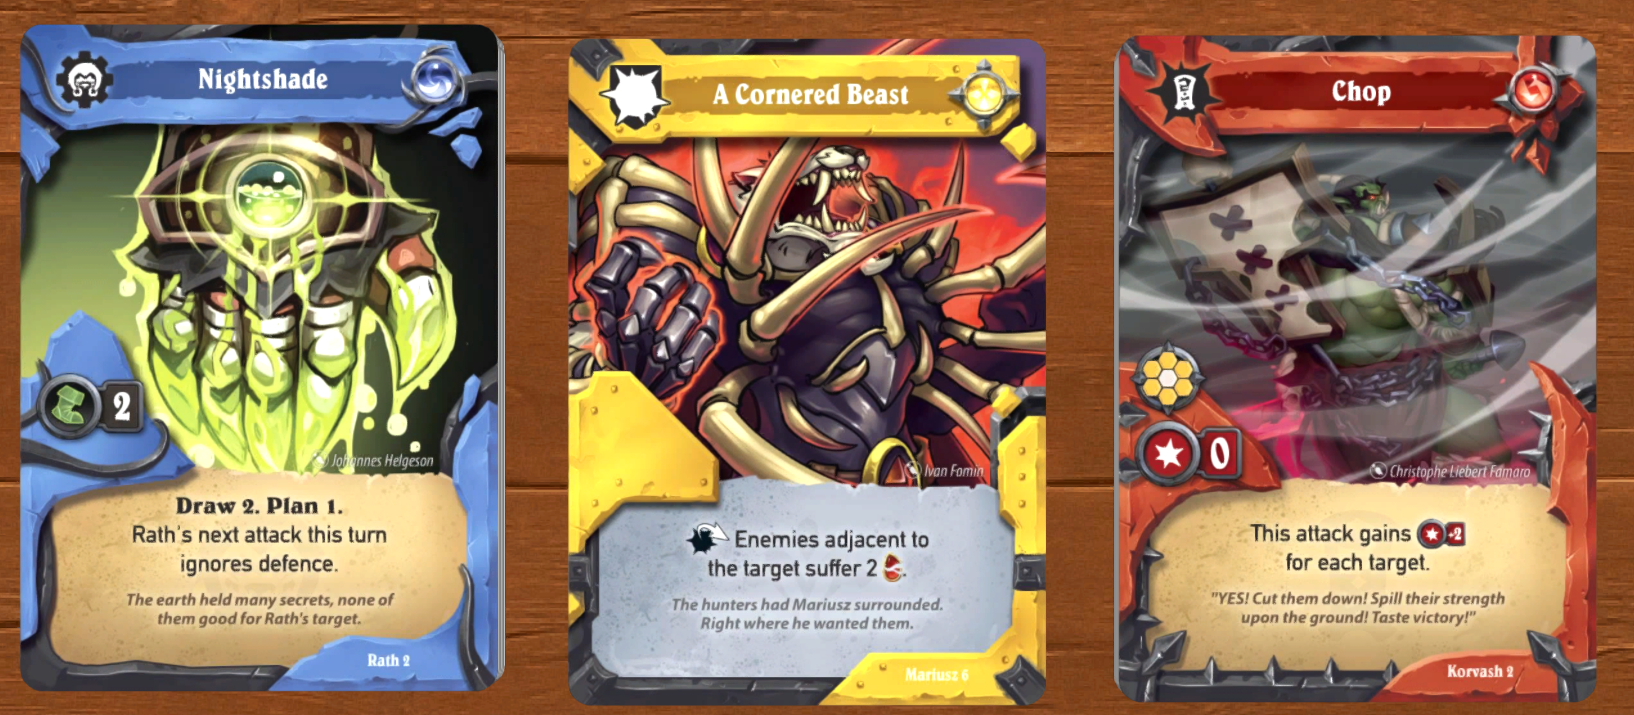 Nightshade
2
Johannes Helgeson
Draw 2. Plan 1.
Rath's next attack this turn
ignores defence.
The earth held many secrets, none of
them good for Rath's target.
Rath 2
A Cornered Beast
Ivan Fomin
Enemies adjacent to
the target suffer 2 .
The hunters had Mariusz surrounded.
Right where he wanted them.
Mariusz 6
Chop
0
Christophe Liebert Famaro
This attack gains +2
for each target.
"YES! Cut them down! Spill their strength
upon the ground! Taste victory!"
Korvash 2